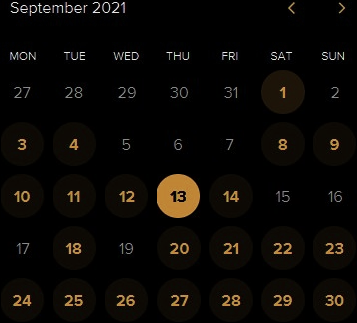 September 2021 < >
MON TUE WED THU FRI SAT SUN
27 28 29 30 31 1 2
3 4 5 6 7 8 9
10 11 12 13 14 15 16
17 18 19 20 21 22 23
24 25 26 27 28 29 30